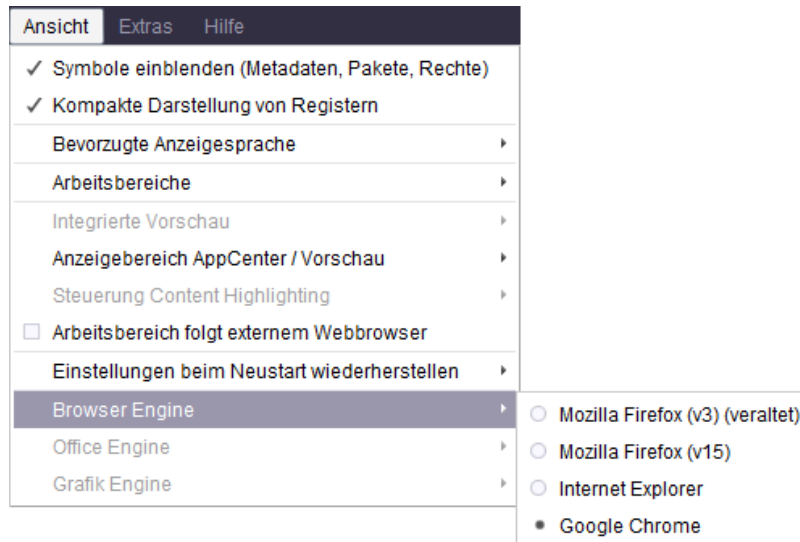 Ansicht Extras Hilfe
Symbole einblenden (Metadaten, Pakete, Rechte)
Kompakte Darstellung von Registern
Bevorzugte Anzeigesprache
Arbeitsbereiche
Integrierte Vorschau
Anzeigebereich AppCenter / Vorschau
Steuerung Content Highlighting
Arbeitsbereich folgt externem Webbrowser
Einstellungen beim Neustart wiederherstellen
Browser Engine
Mozilla Firefox (v3) (veraltet)
Office Engine
Mozilla Firefox (v15)
Grafik Engine
Internet Explorer
Google Chrome